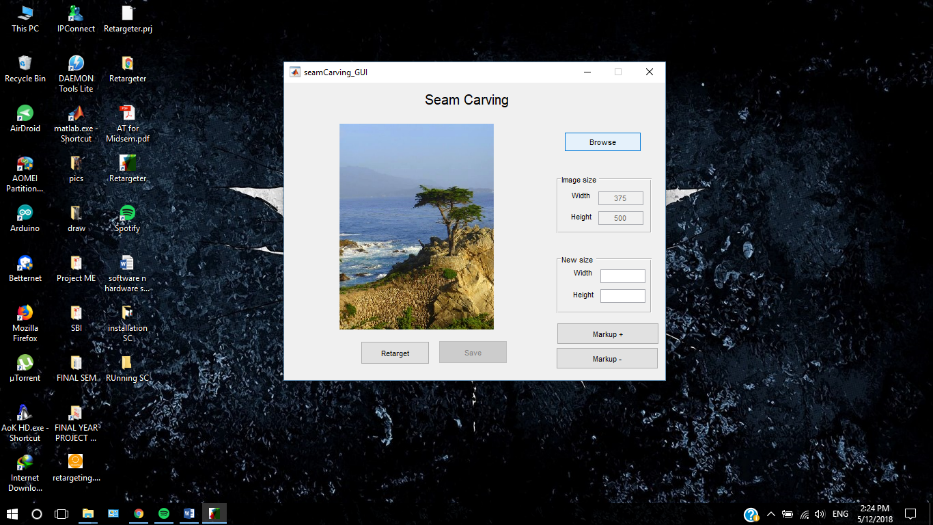 This PC
IPConnect
Retargeter.prj
Recycle Bin
DAEMON
Tools Lite
Retargeter
AirDroid
matlab.exe -
Shortcut
AT for
Midsem.pdf
AOMEI
Partition...
pics
Retargeter
Arduino
draw
Spotify
Betternet
Project ME
software n
hardware s...
Mozilla
Firefox
SBI
installation
SC
µTorrent
FINAL SEM
RUnning SC
AoK HD.exe -
Shortcut
FINAL YEAR
PROJECT ...
Internet
Downlo...
retargeting....
seamCarving_GUI
Seam Carving
Browse
Image size
Width
375
Height
500
New size
Width
Height
Markup +
Markup -
Retarget
Save
ENG
2:24 PM
5/12/2018